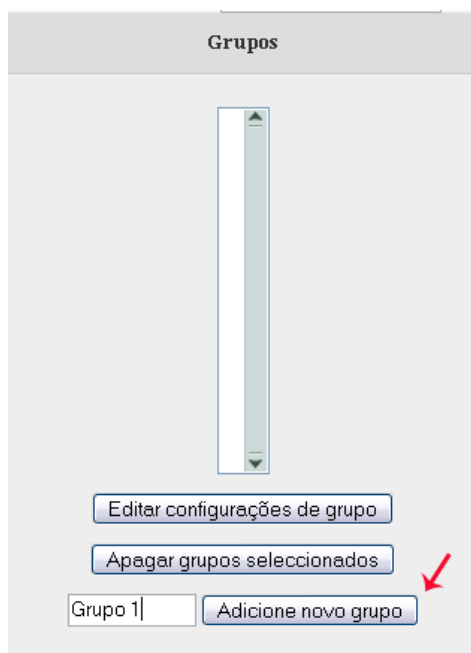 Grupos
Editar configurações de grupo
Apagar grupos seleccionados
Grupo 1 Adicione novo grupo